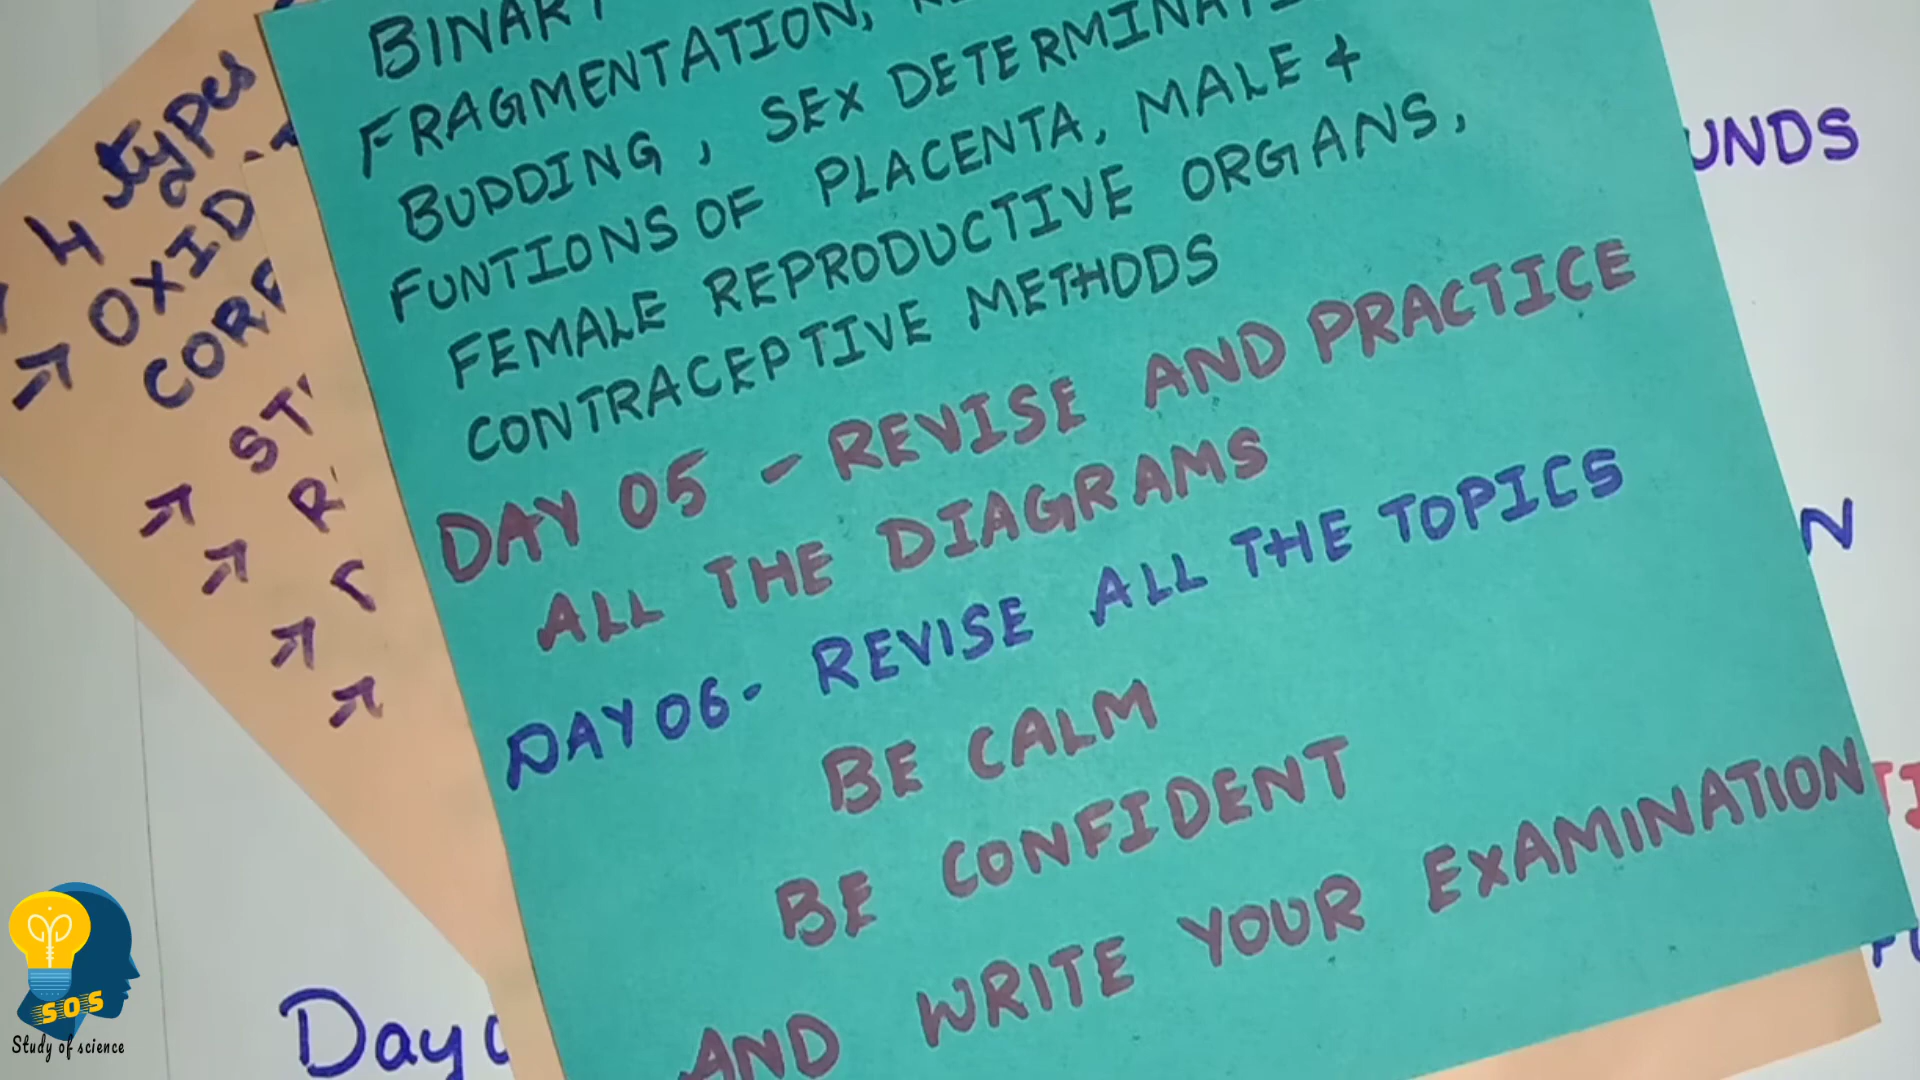 4 types
→ OXID
→
→
→
→
BINARY
FRAGMENTATION,
BUDDING, SEX
FUNTIONS OF PLACENTA, MALE &
FEMALE REPRODUCTIVE ORGANS,
CONTRACEPTIVE METHODS
DAY 05 - REVISE AND PRACTICE
ALL THE DIAGRAMS
DAY 06 - REVISE ALL THE TOPICS
BE CALM
BE CONFIDENT
AND WRITE YOUR EXAMINATION
UNDS
N
Day
SOS
Study of science